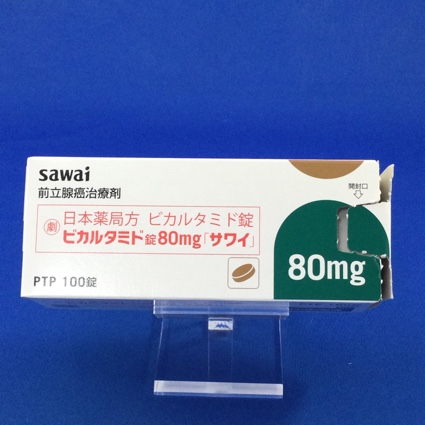 sawai
前立腺癌治療剤
開封口
劇
日本薬局方 ビカルタミド錠
ビカルタミド錠80mg「サワイ」
80mg
PTP 100錠